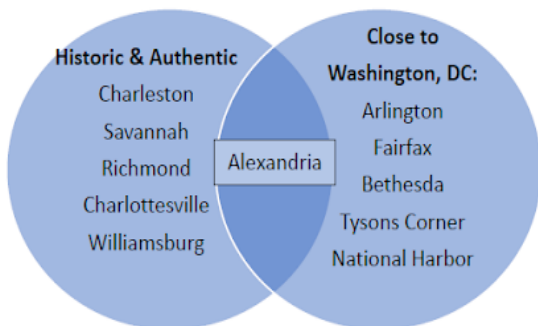 Historic & Authentic
Charleston
Savannah
Richmond
Charlottesville
Williamsburg
Alexandria
Close to
Washington, DC:
Arlington
Fairfax
Bethesda
Tysons Corner
National Harbor